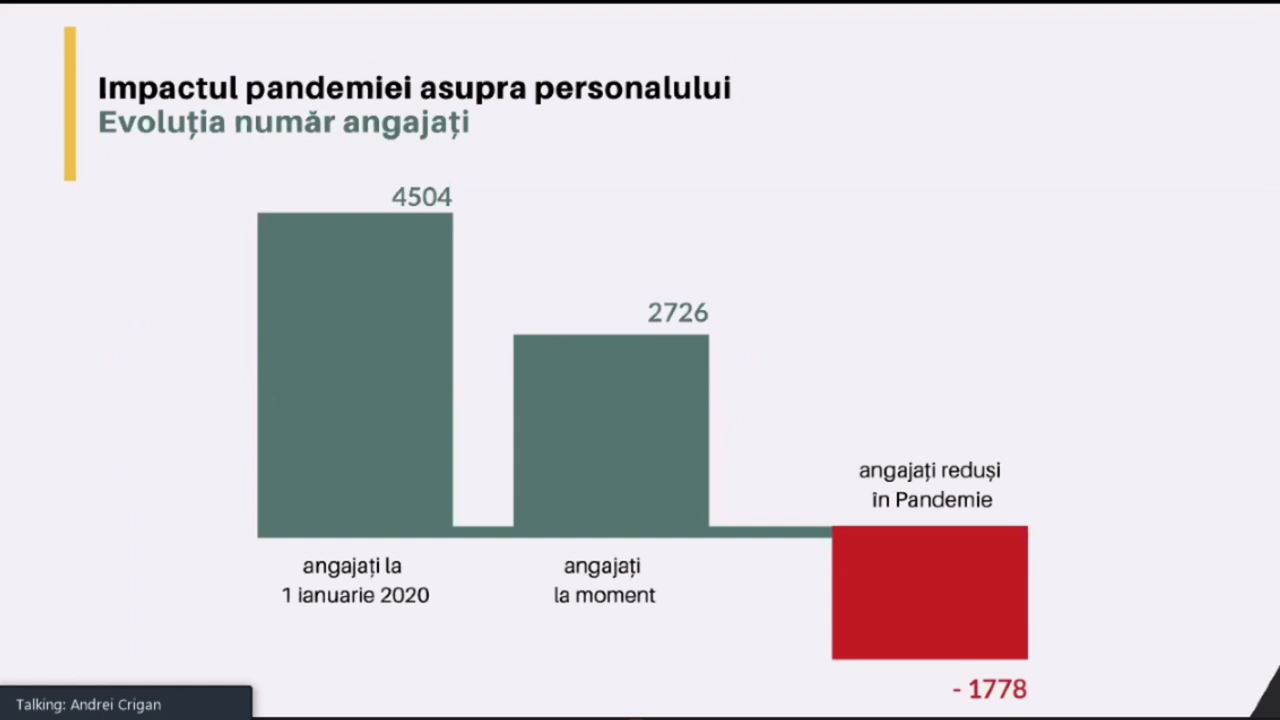 Impactul pandemiei asupra personalului
Evoluția număr angajați
4504
2726
angajați reduși
în Pandemie
angajați la
1 ianuarie 2020
angajați
la moment
- 1778
Talking: Andrei Crigan